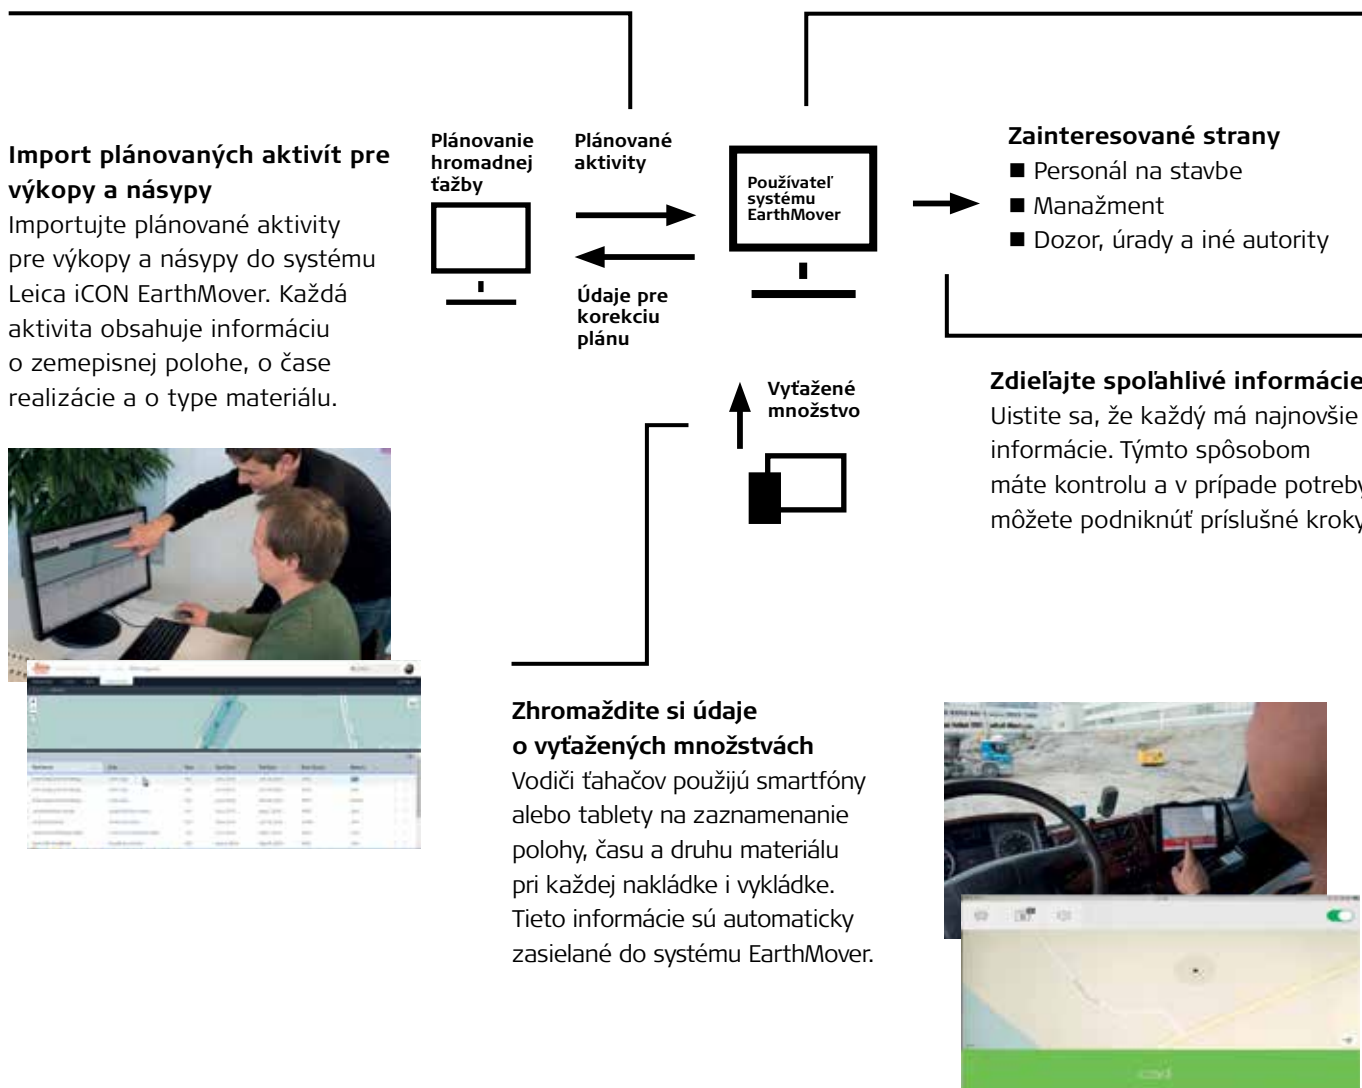 Import plánovaných aktivít pre
výkopy a násypy
Importujte plánované aktivity
pre výkopy a násypy do systému
Leica iCON EarthMover. Každá
aktivita obsahuje informáciu
o zemepisnej polohe, o čase
realizácie a o type materiálu.
Plánovanie
hromadnej
ťažby
Plánované
aktivity
Údaje pre
korekciu
plánu
Používateľ
systému
EarthMover
Vyťažené
množstvo
Zainteresované strany
■ Personál na stavbe
■ Manažment
■ Dozor, úrady a iné autority
Zdieľajte spoľahlivé informácie
Uistite sa, že každý má najnovšie
informácie. Týmto spôsobom
máte kontrolu a v prípade potreby
môžete podniknúť príslušné kroky
Zhromaždite si údaje
o vyťažených množstvách
Vodiči ťahačov použijú smartfóny
alebo tablety na zaznamenanie
polohy, času a druhu materiálu
pri každej nakládke i vykládke.
Tieto informácie sú automaticky
zasielané do systému EarthMover.